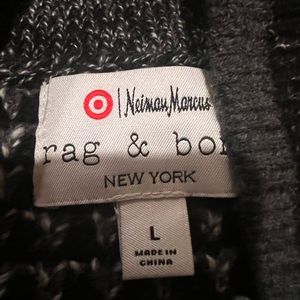 | Neiman Marcus
rag & bon
NEW YORK
L
MADE IN
CHINA